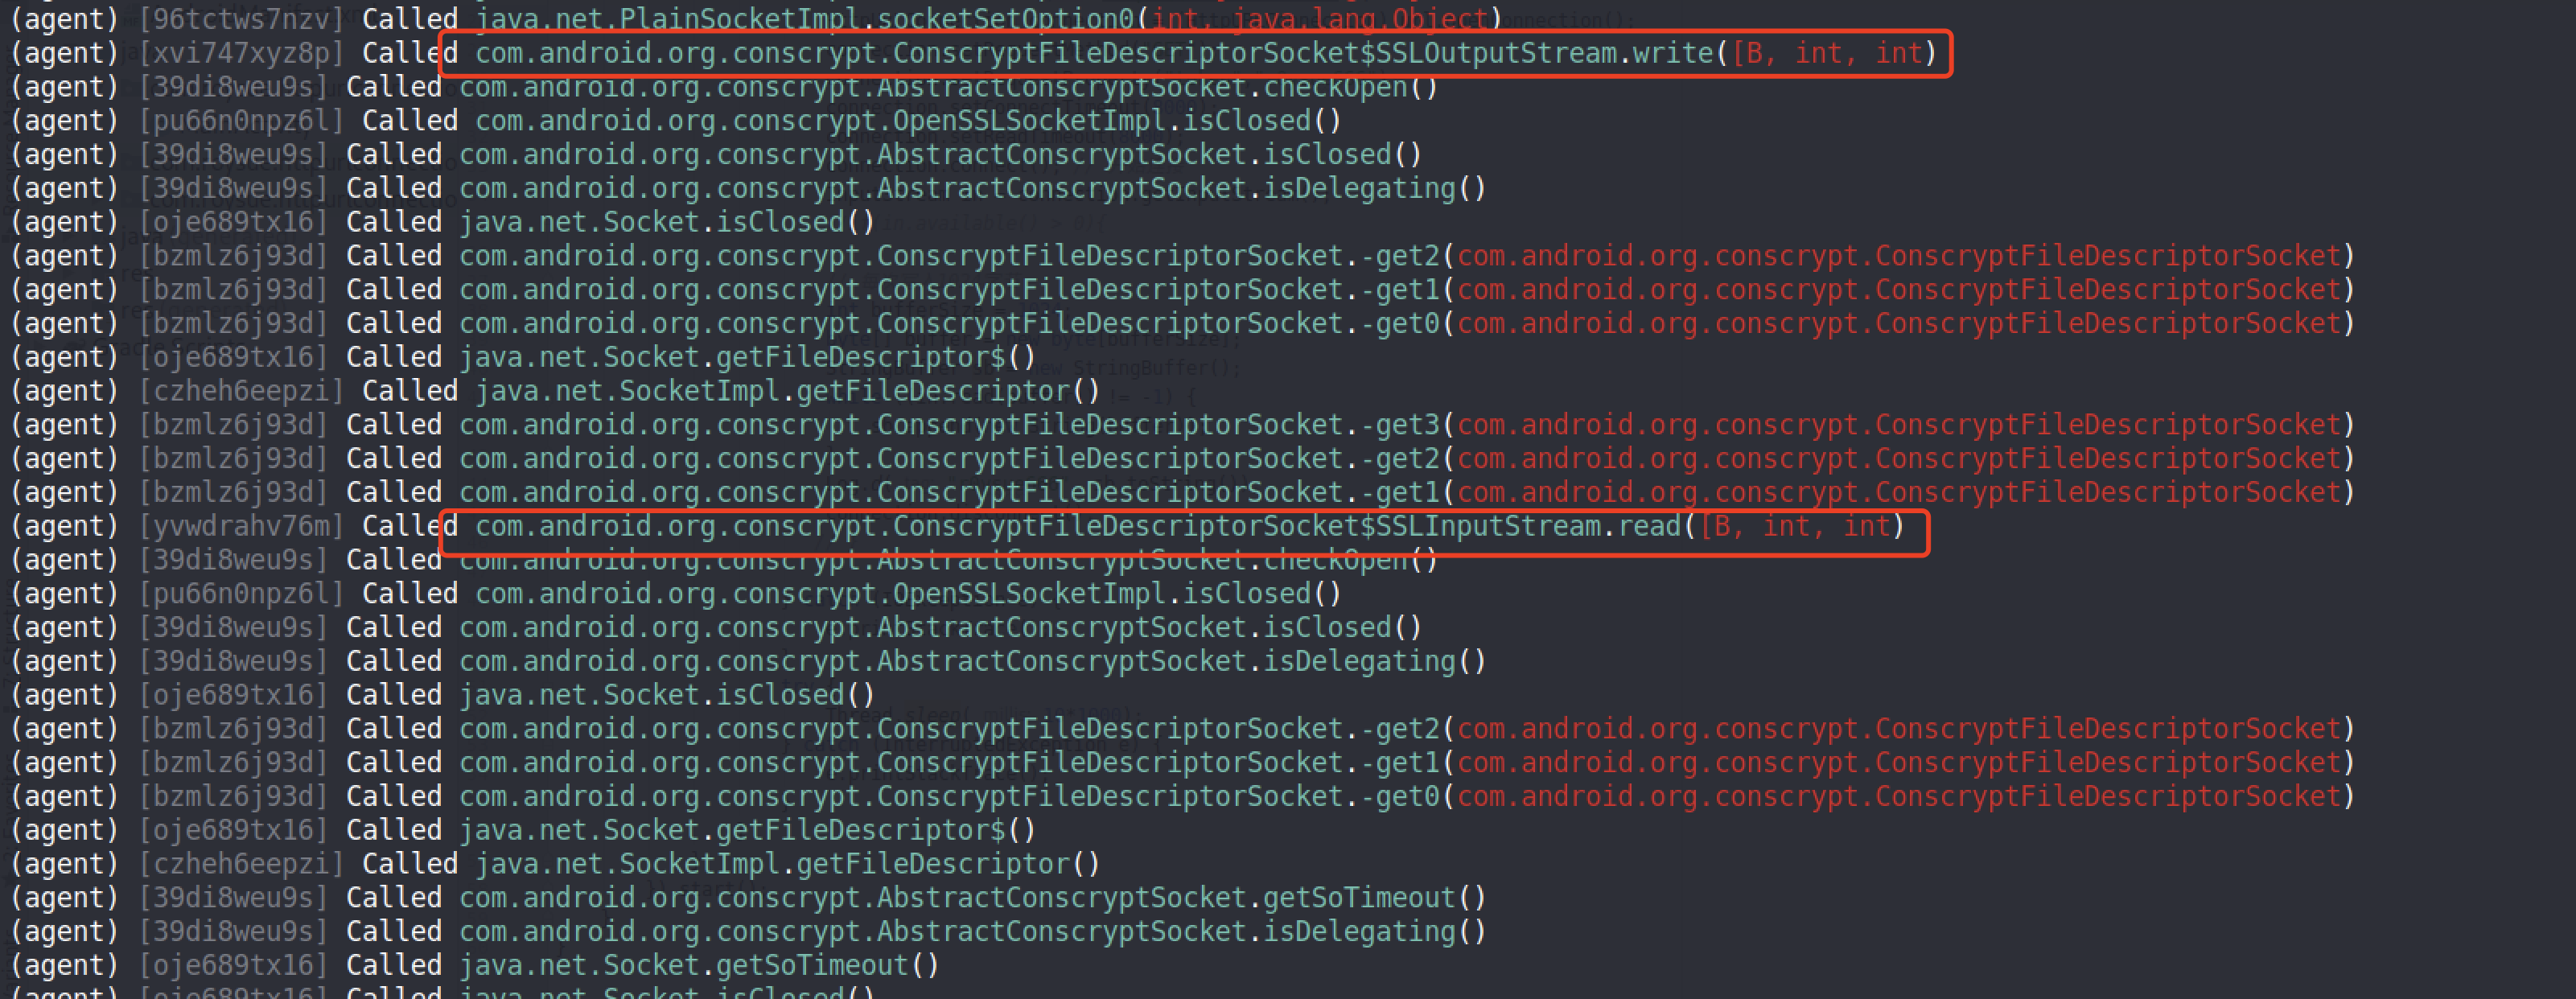 (agent) [96tctws7nzv] Called java.net.PlainSocketImpl.socketSetOption0(int, java.lang.Object)
(agent) [xvi747xyz8p] Called com.android.org.conscrypt.ConscryptFileDescriptorSocket$SSLOutputStream.write([B, int, int)
(agent) [39di8weu9s] Called com.android.org.conscrypt.AbstractConscryptSocket.checkOpen()
(agent) [pu66n0npz6l] Called com.android.org.conscrypt.OpenSSLSocketImpl.isClosed()
(agent) [39di8weu9s] Called com.android.org.conscrypt.AbstractConscryptSocket.isClosed()
(agent) [39di8weu9s] Called com.android.org.conscrypt.AbstractConscryptSocket.isDelegating()
(agent) [oje689tx16] Called java.net.Socket.isClosed()
(agent) [bzmlz6j93d] Called com.android.org.conscrypt.ConscryptFileDescriptorSocket.-get2(com.android.org.conscrypt.ConscryptFileDescriptorSocket)
(agent) [bzmlz6j93d] Called com.android.org.conscrypt.ConscryptFileDescriptorSocket.-get1(com.android.org.conscrypt.ConscryptFileDescriptorSocket)
(agent) [bzmlz6j93d] Called com.android.org.conscrypt.ConscryptFileDescriptorSocket.-get0(com.android.org.conscrypt.ConscryptFileDescriptorSocket)
(agent) [oje689tx16] Called java.net.Socket.getFileDescriptor$()
(agent) [czheh6eepzi] Called java.net.SocketImpl.getFileDescriptor()
(agent) [bzmlz6j93d] Called com.android.org.conscrypt.ConscryptFileDescriptorSocket.-get3(com.android.org.conscrypt.ConscryptFileDescriptorSocket)
(agent) [bzmlz6j93d] Called com.android.org.conscrypt.ConscryptFileDescriptorSocket.-get2(com.android.org.conscrypt.ConscryptFileDescriptorSocket)
(agent) [bzmlz6j93d] Called com.android.org.conscrypt.ConscryptFileDescriptorSocket.-get1(com.android.org.conscrypt.ConscryptFileDescriptorSocket)
(agent) [yvwdrahv76m] Called com.android.org.conscrypt.ConscryptFileDescriptorSocket$SSLInputStream.read([B, int, int)
(agent) [39di8weu9s] Called com.android.org.conscrypt.AbstractConscryptSocket.checkOpen()
(agent) [pu66n0npz6l] Called com.android.org.conscrypt.OpenSSLSocketImpl.isClosed()
(agent) [39di8weu9s] Called com.android.org.conscrypt.AbstractConscryptSocket.isClosed()
(agent) [39di8weu9s] Called com.android.org.conscrypt.AbstractConscryptSocket.isDelegating()
(agent) [oje689tx16] Called java.net.Socket.isClosed()
(agent) [bzmlz6j93d] Called com.android.org.conscrypt.ConscryptFileDescriptorSocket.-get2(com.android.org.conscrypt.ConscryptFileDescriptorSocket)
(agent) [bzmlz6j93d] Called com.android.org.conscrypt.ConscryptFileDescriptorSocket.-get1(com.android.org.conscrypt.ConscryptFileDescriptorSocket)
(agent) [bzmlz6j93d] Called com.android.org.conscrypt.ConscryptFileDescriptorSocket.-get0(com.android.org.conscrypt.ConscryptFileDescriptorSocket)
(agent) [oje689tx16] Called java.net.Socket.getFileDescriptor$()
(agent) [czheh6eepzi] Called java.net.SocketImpl.getFileDescriptor()
(agent) [39di8weu9s] Called com.android.org.conscrypt.AbstractConscryptSocket.getSoTimeout()
(agent) [39di8weu9s] Called com.android.org.conscrypt.AbstractConscryptSocket.isDelegating()
(agent) [oje689tx16] Called java.net.Socket.getSoTimeout()
(agent) [oje689tx16] Called java.net.Socket.isClosed()